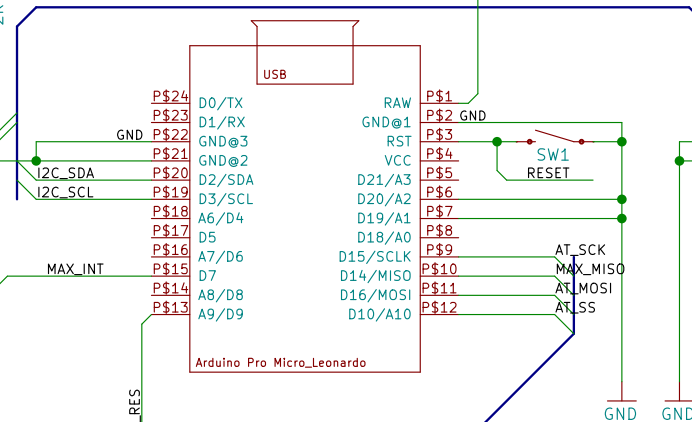 USB
P$24 D0/TX RAW P$1
P$23 D1/RX GND@1 P$2 GND
GND P$22 GND@3 RST P$3
P$21 GND@2 VCC P$4 SW1
I2C_SDA P$20 D2/SDA D21/A3 P$5 RESET
I2C_SCL P$19 D3/SCL D20/A2 P$6
P$18 A6/D4 D19/A1 P$7
P$17 D5 D18/A0 P$8
P$16 A7/D6 D15/SCLK P$9 AT_SCK
MAX_INT P$15 D7 D14/MISO P$10 MAX_MISO
P$14 A8/D8 D16/MOSI P$11 AT_MOSI
P$13 A9/D9 D10/A10 P$12 AT_SS
Arduino Pro Micro_Leonardo
_RES
GND GND